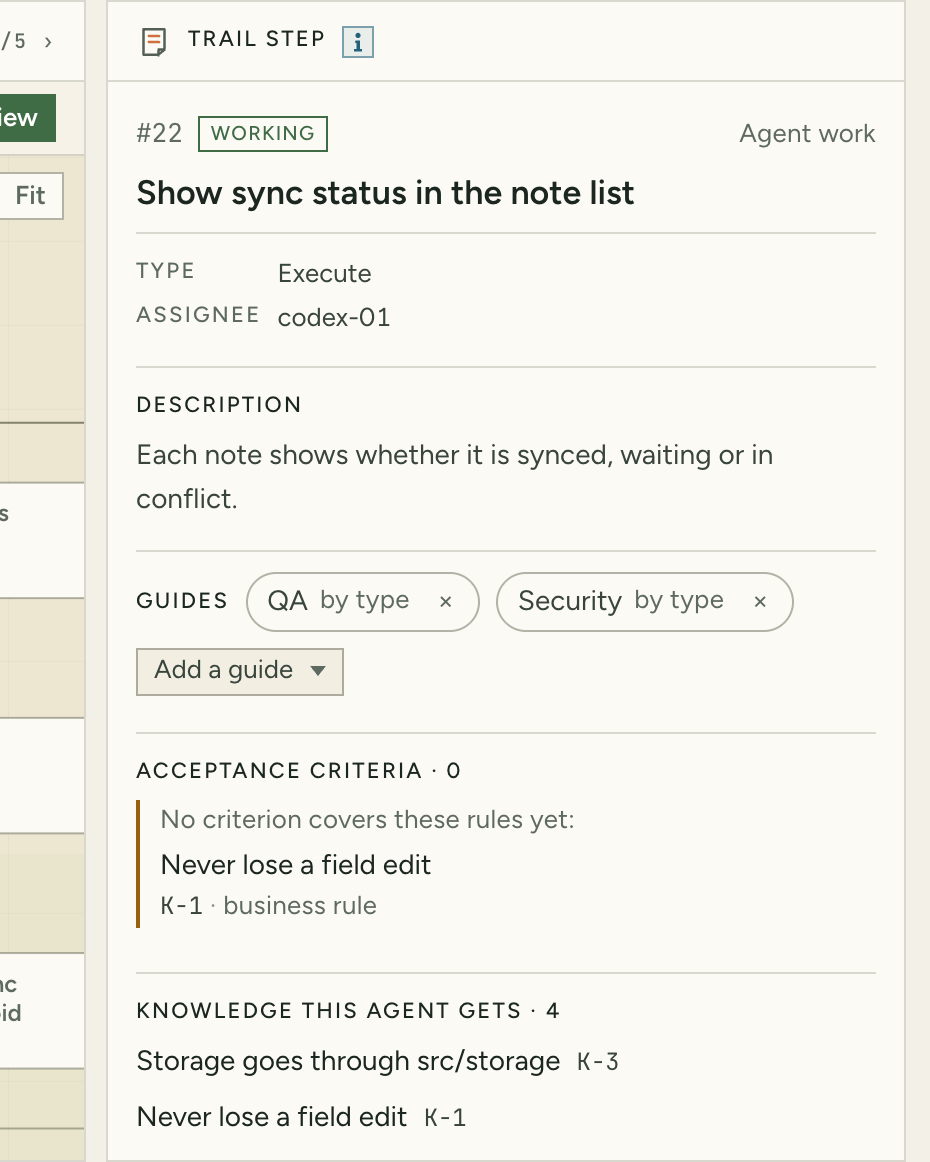 /5 ›
TRAIL STEP i
iew
#22 WORKING Agent work
Fit
Show sync status in the note list
TYPE Execute
ASSIGNEE codex-01
DESCRIPTION
Each note shows whether it is synced, waiting or in
conflict.
GUIDES QA by type × Security by type ×
Add a guide
ACCEPTANCE CRITERIA · 0
No criterion covers these rules yet:
Never lose a field edit
K-1 · business rule
KNOWLEDGE THIS AGENT GETS · 4
Storage goes through src/storage K-3
Never lose a field edit K-1